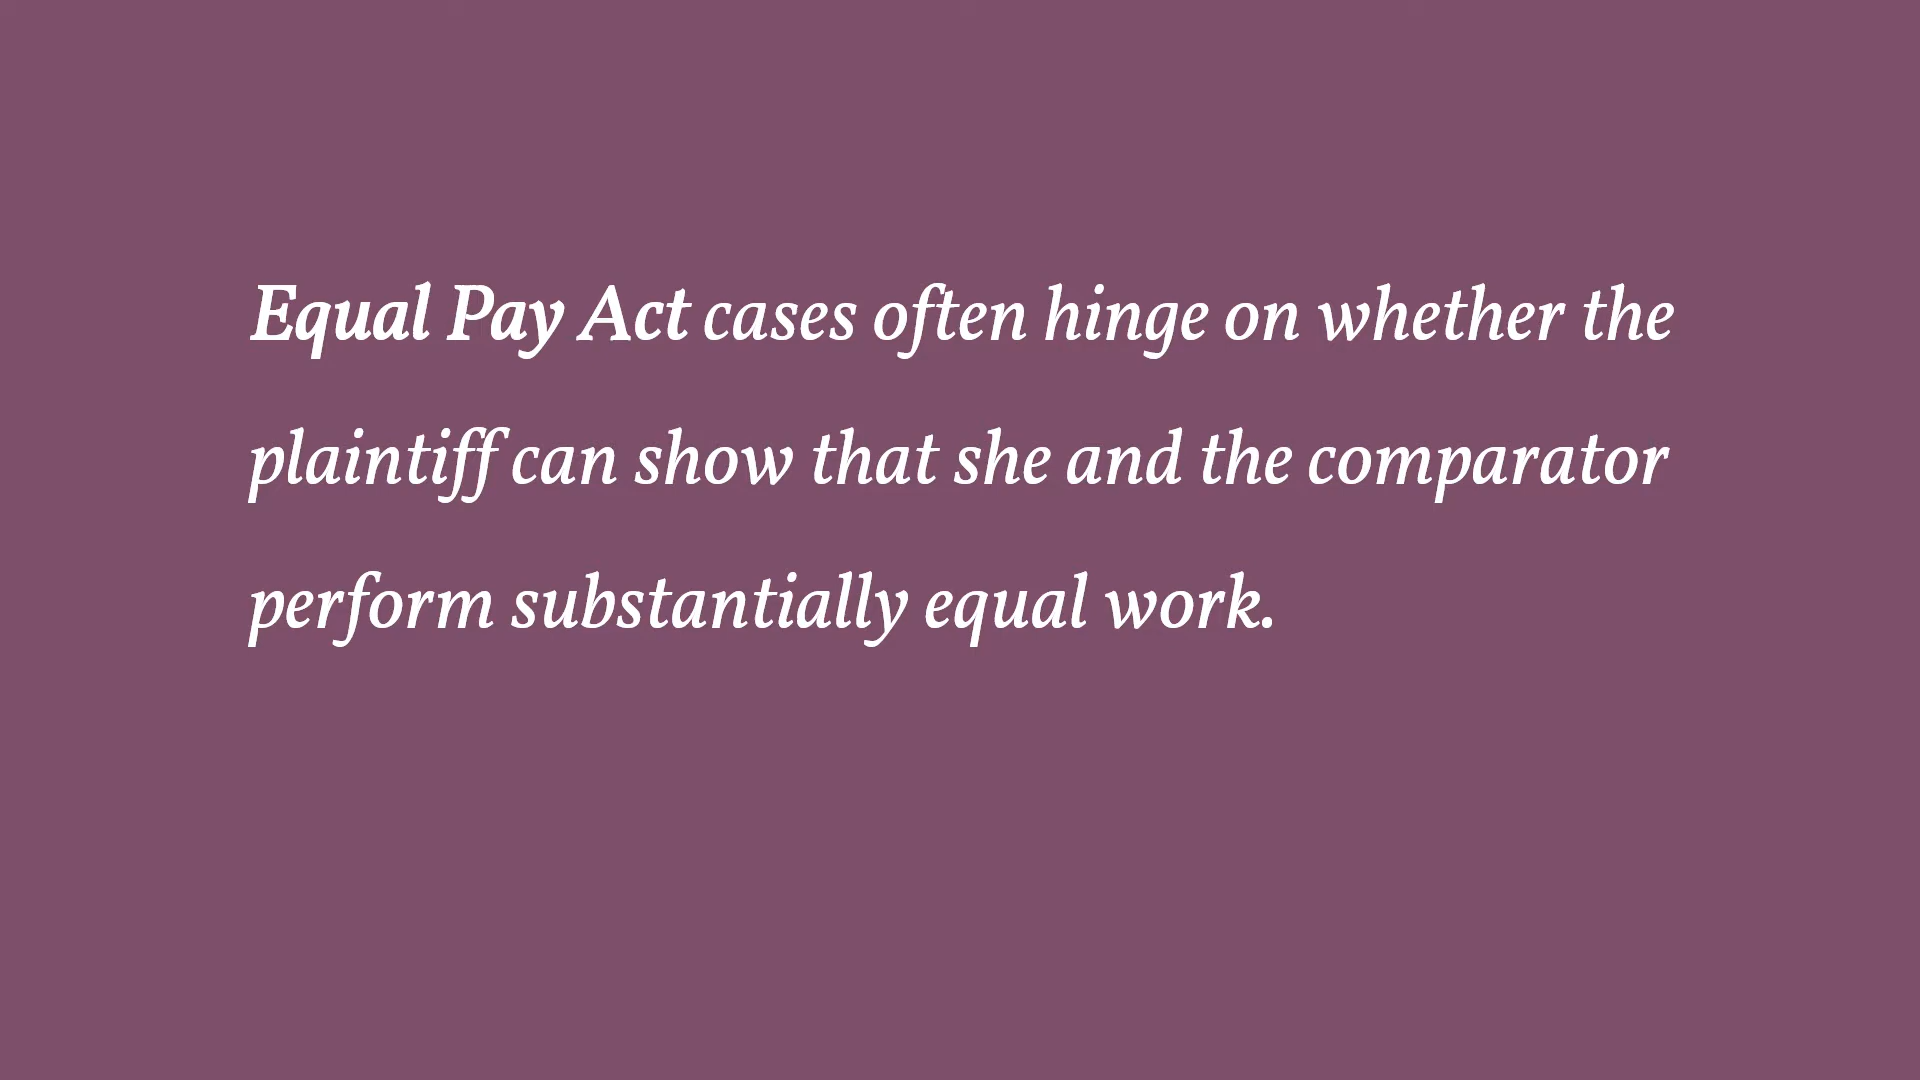 Equal Pay Act cases often hinge on whether the
plaintiff can show that she and the comparator
perform substantially equal work.